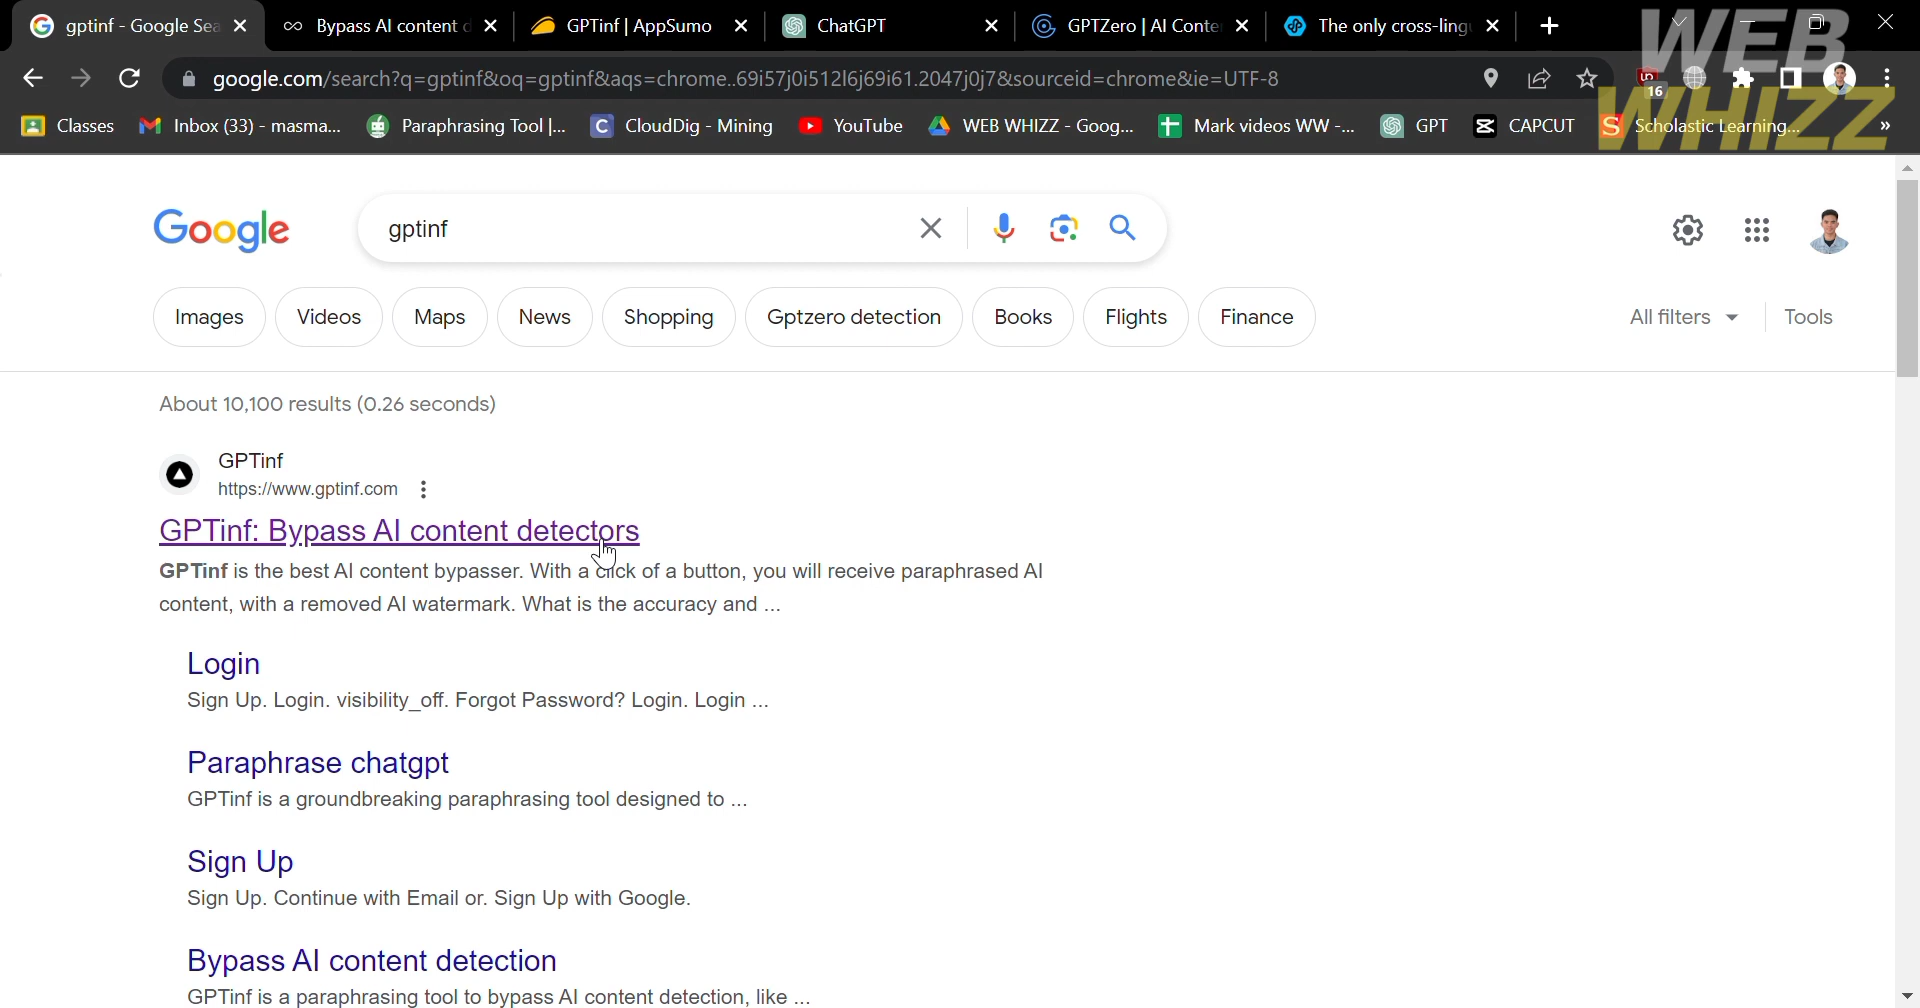 gptinf - Google Sea
Bypass AI content d
GPTinf | AppSumo
ChatGPT
GPTZero | AI Conte
The only cross-lingu
google.com/search?q=gptinf&oq=gptinf&aqs=chrome..69i57j0i512l6j69i61.2047j0j7&sourceid=chrome&ie=UTF-8
16
WEB
WHIZZ
Classes
Inbox (33) - masma...
Paraphrasing Tool |...
CloudDig - Mining
YouTube
WEB WHIZZ - Goog...
Mark videos WW -...
GPT
CAPCUT
Scholastic Learning...
»
Google
gptinf
Images
Videos
Maps
News
Shopping
Gptzero detection
Books
Flights
Finance
All filters
Tools
About 10,100 results (0.26 seconds)
GPTinf
https://www.gptinf.com
GPTinf: Bypass AI content detectors
GPTinf is the best AI content bypasser. With a click of a button, you will receive paraphrased AI
content, with a removed AI watermark. What is the accuracy and ...
Login
Sign Up. Login. visibility_off. Forgot Password? Login. Login ...
Paraphrase chatgpt
GPTinf is a groundbreaking paraphrasing tool designed to ...
Sign Up
Sign Up. Continue with Email or. Sign Up with Google.
Bypass AI content detection
GPTinf is a paraphrasing tool to bypass AI content detection, like ...